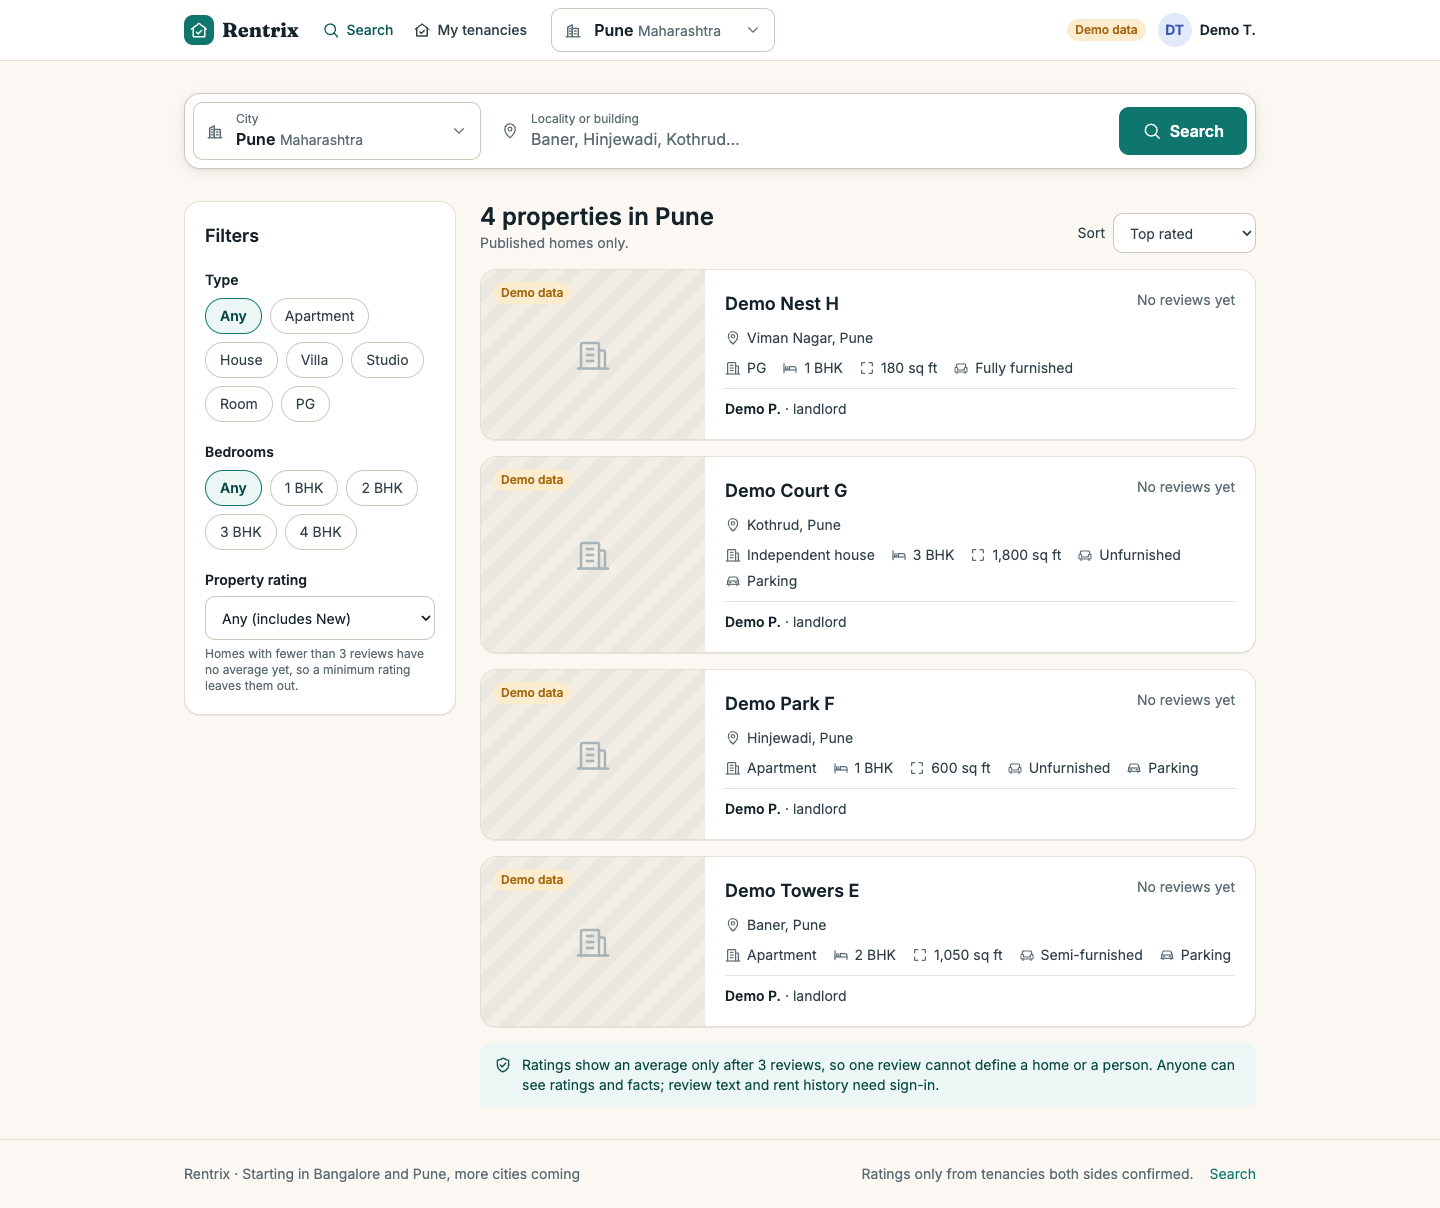 Rentrix
Search
My tenancies
Pune Maharashtra
Demo data
DT
Demo T.
City
Pune Maharashtra
Locality or building
Baner, Hinjewadi, Kothrud...
Search
Filters
Type
Any
Apartment
House
Villa
Studio
Room
PG
Bedrooms
Any
1 BHK
2 BHK
3 BHK
4 BHK
Property rating
Any (includes New)
Homes with fewer than 3 reviews have
no average yet, so a minimum rating
leaves them out.
4 properties in Pune
Published homes only.
Sort
Top rated
Demo data
Demo Nest H
No reviews yet
Viman Nagar, Pune
PG 1 BHK 180 sq ft Fully furnished
Demo P. · landlord
Demo data
Demo Court G
No reviews yet
Kothrud, Pune
Independent house 3 BHK 1,800 sq ft Unfurnished
Parking
Demo P. · landlord
Demo data
Demo Park F
No reviews yet
Hinjewadi, Pune
Apartment 1 BHK 600 sq ft Unfurnished Parking
Demo P. · landlord
Demo data
Demo Towers E
No reviews yet
Baner, Pune
Apartment 2 BHK 1,050 sq ft Semi-furnished Parking
Demo P. · landlord
Ratings show an average only after 3 reviews, so one review cannot define a home or a person. Anyone can
see ratings and facts; review text and rent history need sign-in.
Rentrix · Starting in Bangalore and Pune, more cities coming
Ratings only from tenancies both sides confirmed.
Search